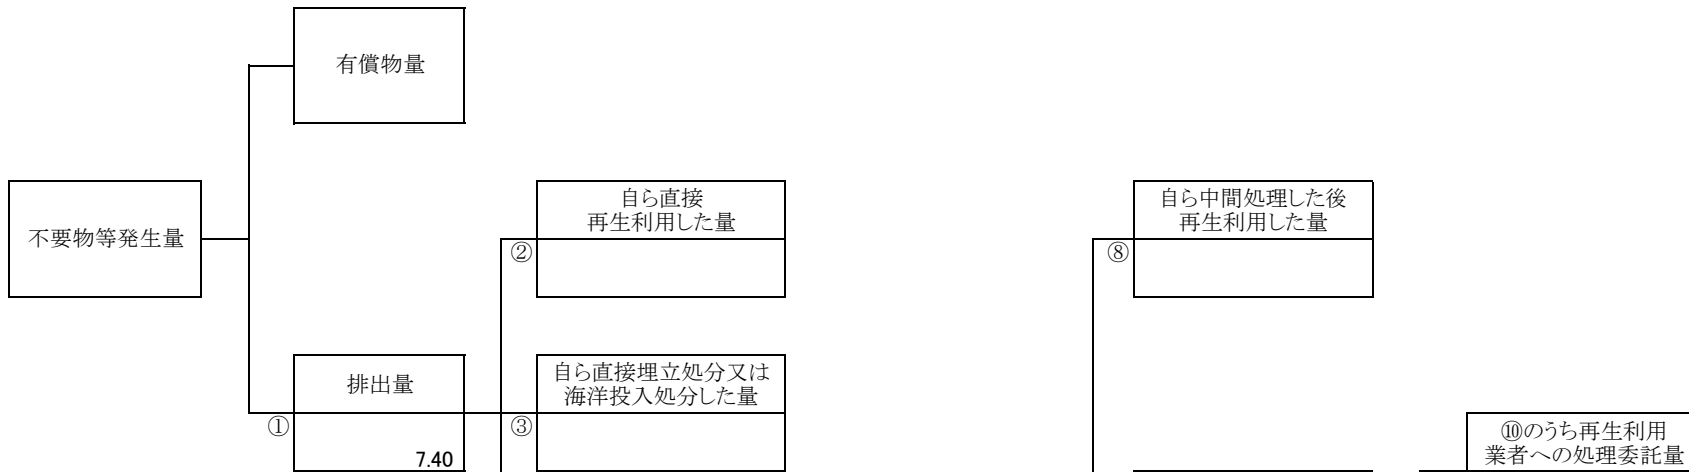 有償物量
不要物等発生量
自ら直接
再生利用した量
②
自ら中間処理した後
再生利用した量
⑧
排出量
①
7.40
自ら直接埋立処分又は
海洋投入処分した量
③
⑩のうち再生利用
業者への処理委託量